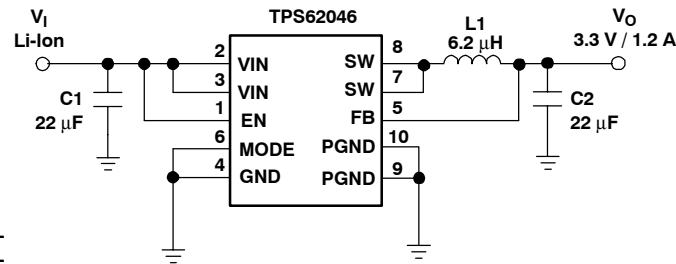 TPS62046
VI
Li-Ion
VO
3.3 V / 1.2 A
L1
6.2 μH
C1
22 μF
2
VIN
3
VIN
1
EN
6
MODE
4
GND
8
SW
7
SW
5
FB
10
PGND
9
PGND
C2
22 μF